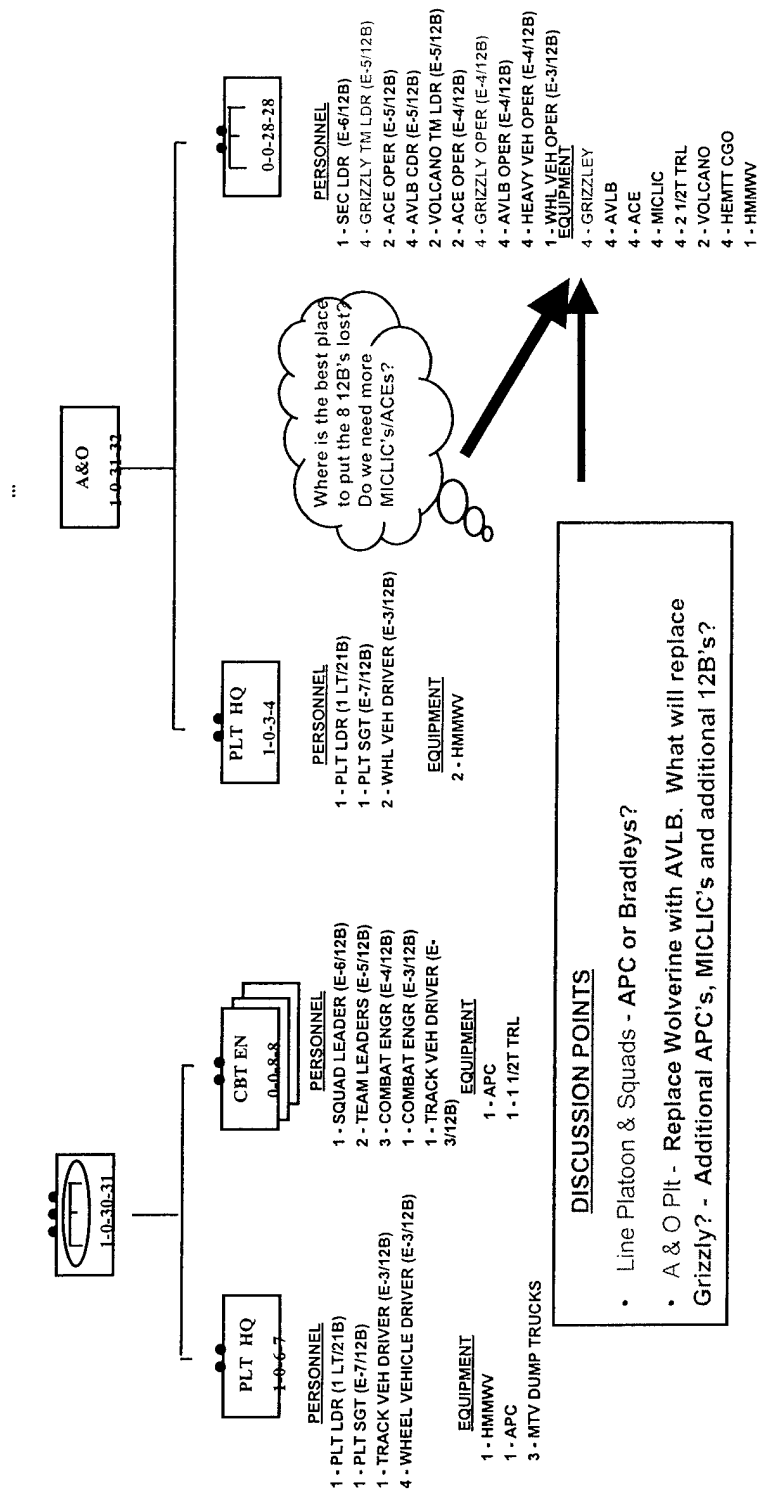 1-0-30-31
PLT HQ
1-0-6-7
PERSONNEL
1 - PLT LDR (1 LT/21B)
1 - PLT SGT (E-7/12B)
1 - TRACK VEH DRIVER (E-3/12B)
4 - WHEEL VEHICLE DRIVER (E-3/12B)
EQUIPMENT
1 - HMMWV
1 - APC
3 - MTV DUMP TRUCKS
CBT EN
0-0-8-8
PERSONNEL
1 - SQUAD LEADER (E-6/12B)
2 - TEAM LEADERS (E-5/12B)
3 - COMBAT ENGR (E-4/12B)
1 - COMBAT ENGR (E-3/12B)
1 - TRACK VEH DRIVER (E-
3/12B)
EQUIPMENT
1 - APC
1 - 1 1/2T TRL
...
A&O
1-0-31-32
PLT HQ
1-0-3-4
PERSONNEL
1 - PLT LDR (1 LT/21B)
1 - PLT SGT (E-7/12B)
2 - WHL VEH DRIVER (E-3/12B)
EQUIPMENT
2 - HMMWV
0-0-28-28
PERSONNEL
1 - SEC LDR (E-6/12B)
4 - GRIZZLY TM LDR (E-5/12B)
2 - ACE OPER (E-5/12B)
4 - AVLB CDR (E-5/12B)
2 - VOLCANO TM LDR (E-5/12B)
2 - ACE OPER (E-4/12B)
4 - GRIZZLY OPER (E-4/12B)
4 - AVLB OPER (E-4/12B)
4 - HEAVY VEH OPER (E-4/12B)
1 - WHL VEH OPER (E-3/12B)
EQUIPMENT
4 - GRIZZLEY
4 - AVLB
4 - ACE
4 - MICLIC
4 - 2 1/2T TRL
2 - VOLCANO
4 - HEMTT CGO
1 - HMMWV
Where is the best place
to put the 8 12B's lost?
Do we need more
MICLIC's/ACEs?
DISCUSSION POINTS
• Line Platoon & Squads - APC or Bradleys?
• A & O Plt - Replace Wolverine with AVLB. What will replace
Grizzly? - Additional APC's, MICLIC's and additional 12B's?